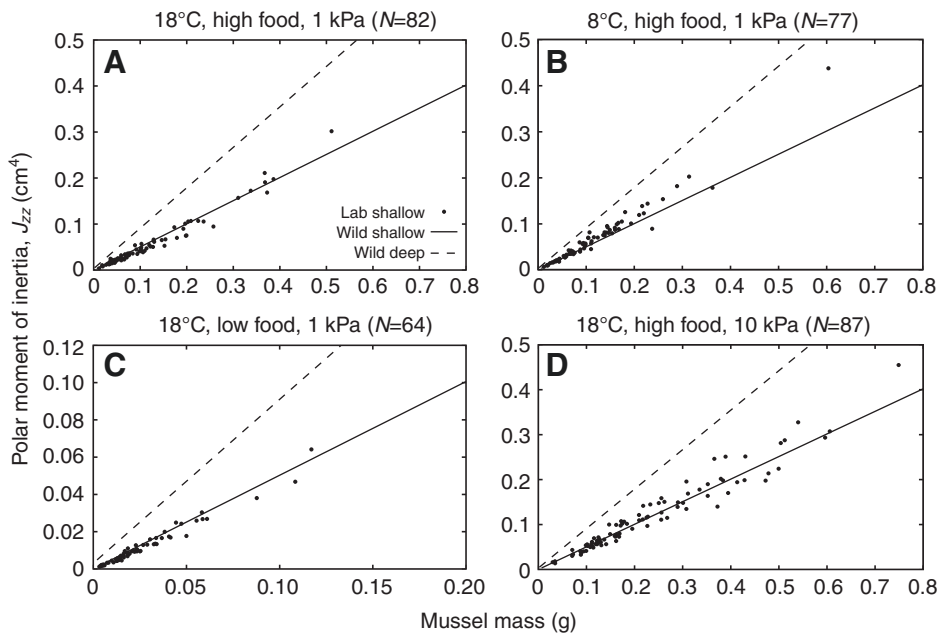 18°C, high food, 1 kPa (N=82)
8°C, high food, 1 kPa (N=77)
A
B
0.5
0.4
0.3
0.2
0.1
0
0 0.1 0.2 0.3 0.4 0.5 0.6 0.7 0.8
Lab shallow
Wild shallow
Wild deep
0.5
0.4
0.3
0.2
0.1
0
0 0.1 0.2 0.3 0.4 0.5 0.6 0.7 0.8
Polar moment of inertia, Jzz (cm⁴)
18°C, low food, 1 kPa (N=64)
18°C, high food, 10 kPa (N=87)
C
D
0.12
0.10
0.08
0.06
0.04
0.02
0
0 0.05 0.10 0.15 0.20
0.5
0.4
0.3
0.2
0.1
0
0 0.1 0.2 0.3 0.4 0.5 0.6 0.7 0.8
Mussel mass (g)